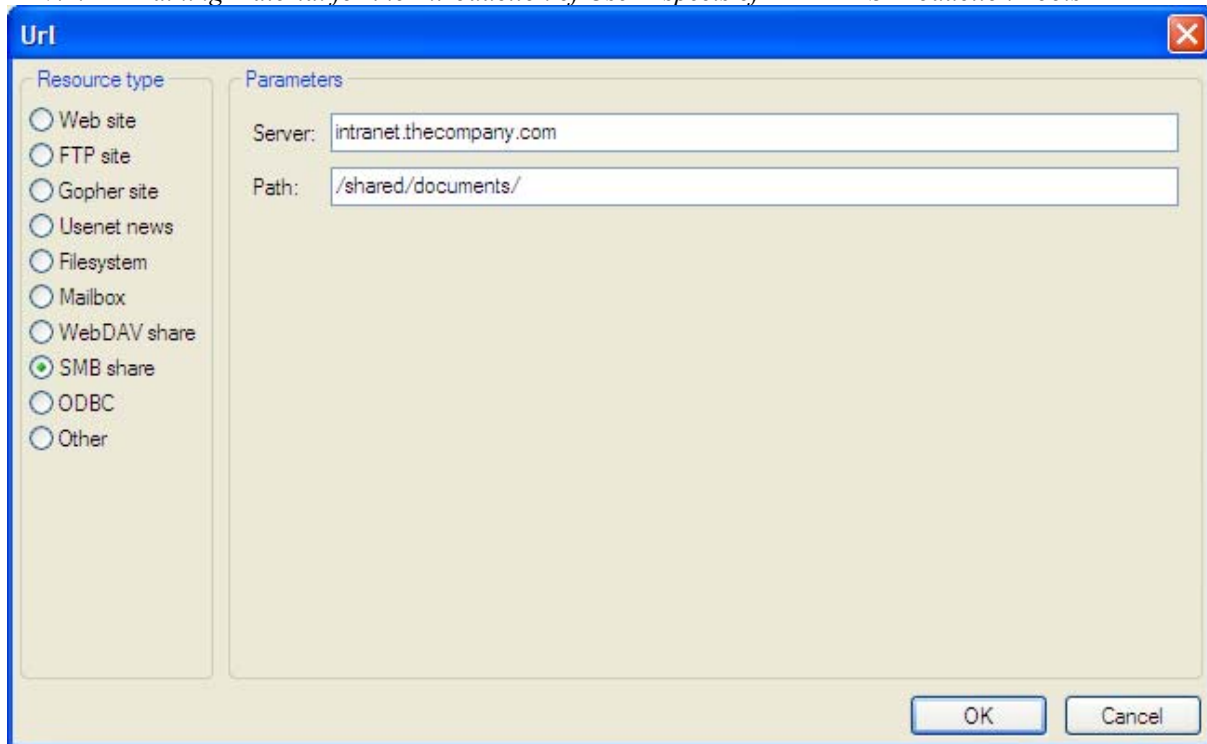 Url
Resource type
Web site
FTP site
Gopher site
Usenet news
Filesystem
Mailbox
WebDAV share
SMB share
ODBC
Other
Parameters
Server: intranet.thecompany.com
Path: /shared/documents/
OK Cancel